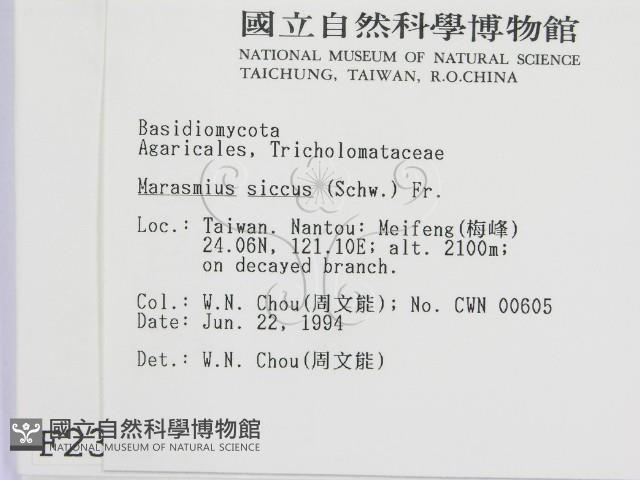 國立自然科學博物館
NATIONAL MUSEUM OF NATURAL SCIENCE
TAICHUNG, TAIWAN, R.O.CHINA
Basidiomycota
Agaricales, Tricholomataceae
Marasmius siccus (Schw.) Fr.
Loc.: Taiwan. Nantou: Meifeng(梅峰)
24.06N, 121.10E; alt. 2100m;
on decayed branch.
Col.: W.N. Chou(周文能); No. CWN 00605
Date: Jun. 22, 1994
Det.: W.N. Chou(周文能)
國立自然科學博物館
NATIONAL MUSEUM OF NATURAL SCIENCE
F23